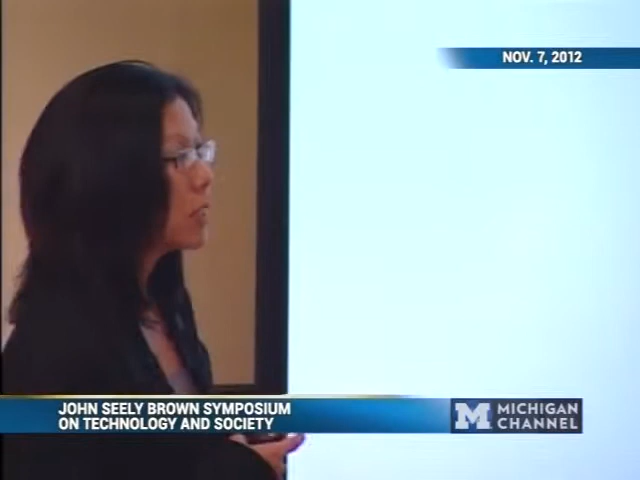 NOV. 7, 2012
JOHN SEELY BROWN SYMPOSIUM
ON TECHNOLOGY AND SOCIETY
M MICHIGAN
CHANNEL